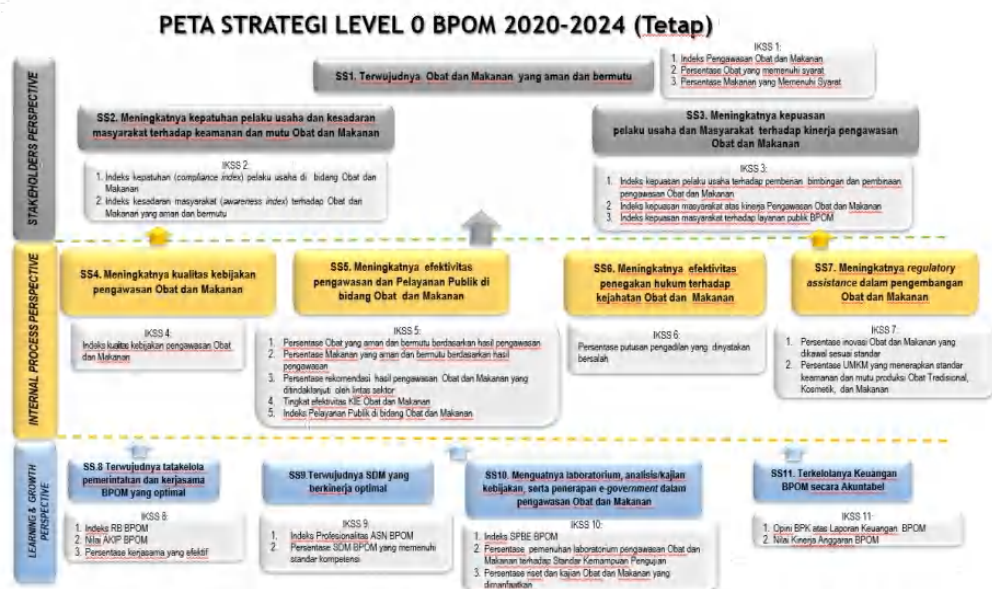 PETA STRATEGI LEVEL 0 BPOM 2020-2024 (Tetap)
STAKEHOLDERS PERSPECTIVE
SS1. Terwujudnya Obat dan Makanan yang aman dan bermutu
IKSS 1:
1. Indeks Pengawasan Obat dan Makanan
2. Persentase Obat yang memenuhi syarat
3. Persentase Makanan yang Memenuhi Syarat
SS2. Meningkatnya kepatuhan pelaku usaha dan kesadaran
masyarakat terhadap keamanan dan mutu Obat dan Makanan
IKSS 2:
1. Indeks kepatuhan (compliance index) pelaku usaha di bidang Obat dan
Makanan
2. Indeks kesadaran masyarakat (awareness index) terhadap Obat dan
Makanan yang aman dan bermutu
SS3. Meningkatnya kepuasan
pelaku usaha dan Masyarakat terhadap kinerja pengawasan
Obat dan Makanan
IKSS 3:
1. Indeks kepuasan pelaku usaha terhadap pemberian bimbingan dan pembinaan
pengawasan Obat dan Makanan
2. Indeks kepuasan masyarakat atas kinerja Pengawasan Obat dan Makanan
3. Indeks kepuasan masyarakat terhadap layanan publik BPOM
INTERNAL PROCESS PERSPECTIVE
SS4. Meningkatnya kualitas kebijakan
pengawasan Obat dan Makanan
IKSS 4:
Indeks kualitas kebijakan pengawasan Obat
dan Makanan
SS5. Meningkatnya efektivitas
pengawasan dan Pelayanan Publik di
bidang Obat dan Makanan
IKSS 5:
1. Persentase Obat yang aman dan bermutu berdasarkan hasil pengawasan
2. Persentase Makanan yang aman dan bermutu berdasarkan hasil
pengawasan
3. Persentase rekomendasi hasil pengawasan Obat dan Makanan yang
ditindaklanjuti oleh lintas sektor
4. Tingkat efektivitas KIE Obat dan Makanan
5. Indeks Pelayanan Publik di bidang Obat dan Makanan
SS6. Meningkatnya efektivitas
penegakan hukum terhadap
kejahatan Obat dan Makanan
IKSS 6:
Persentase putusan pengadilan yang dinyatakan
bersalah
SS7. Meningkatnya regulatory
assistance dalam pengembangan
Obat dan Makanan
IKSS 7:
1. Persentase inovasi Obat dan Makanan yang
dikawal sesuai standar
2. Persentase UMKM yang menerapkan standar
keamanan dan mutu produksi Obat Tradisional,
Kosmetik, dan Makanan
LEARNING & GROWTH
PERSPECTIVE
SS.8 Terwujudnya tatakelola
pemerintahan dan kerjasama
BPOM yang optimal
IKSS 8:
1. Indeks RB BPOM
2. Nilai AKIP BPOM
3. Persentase kerjasama yang efektif
SS9.Terwujudnya SDM yang
berkinerja optimal
IKSS 9:
1. Indeks Profesionalitas ASN BPOM
2. Persentase SDM BPOM yang memenuhi
standar kompetensi
SS10. Menguatnya laboratorium, analisis/kajian
kebijakan, serta penerapan e-government dalam
pengawasan Obat dan Makanan
IKSS 10:
1. Indeks SPBE BPOM
2. Persentase pemenuhan laboratorium pengawasan Obat dan
Makanan terhadap Standar Kemampuan Pengujian
3. Persentase riset dan kajian Obat dan Makanan yang
dimanfaatkan
SS11. Terkelolanya Keuangan
BPOM secara Akuntabel
IKSS 11:
1. Opini BPK atas Laporan Keuangan BPOM
2. Nilai Kinerja Anggaran BPOM